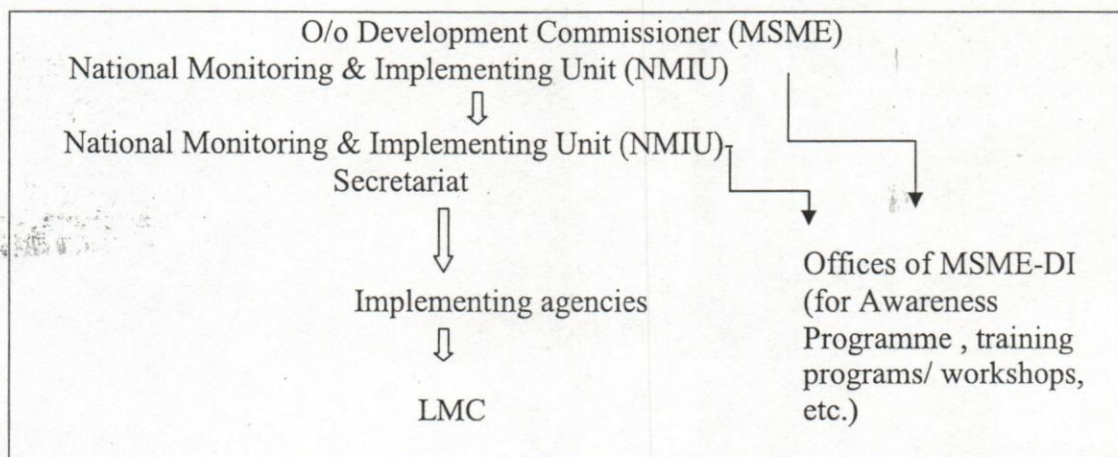 O/o Development Commissioner (MSME)
National Monitoring & Implementing Unit (NMIU)
National Monitoring & Implementing Unit (NMIU)
Secretariat
Implementing agencies
LMC
Offices of MSME-DI
(for Awareness
Programme , training
programs/ workshops,
etc.)